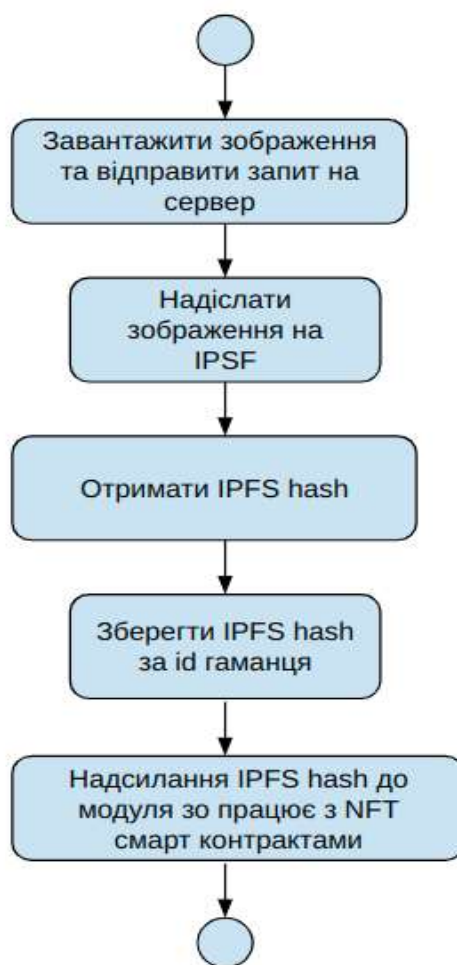 Завантажити зображення
та відправити запит на
сервер
Надіслати
зображення на
IPSF
Отримати IPFS hash
Зберегти IPFS hash
за id гаманця
Надсилання IPFS hash до
модуля зо працює з NFT
смарт контрактами